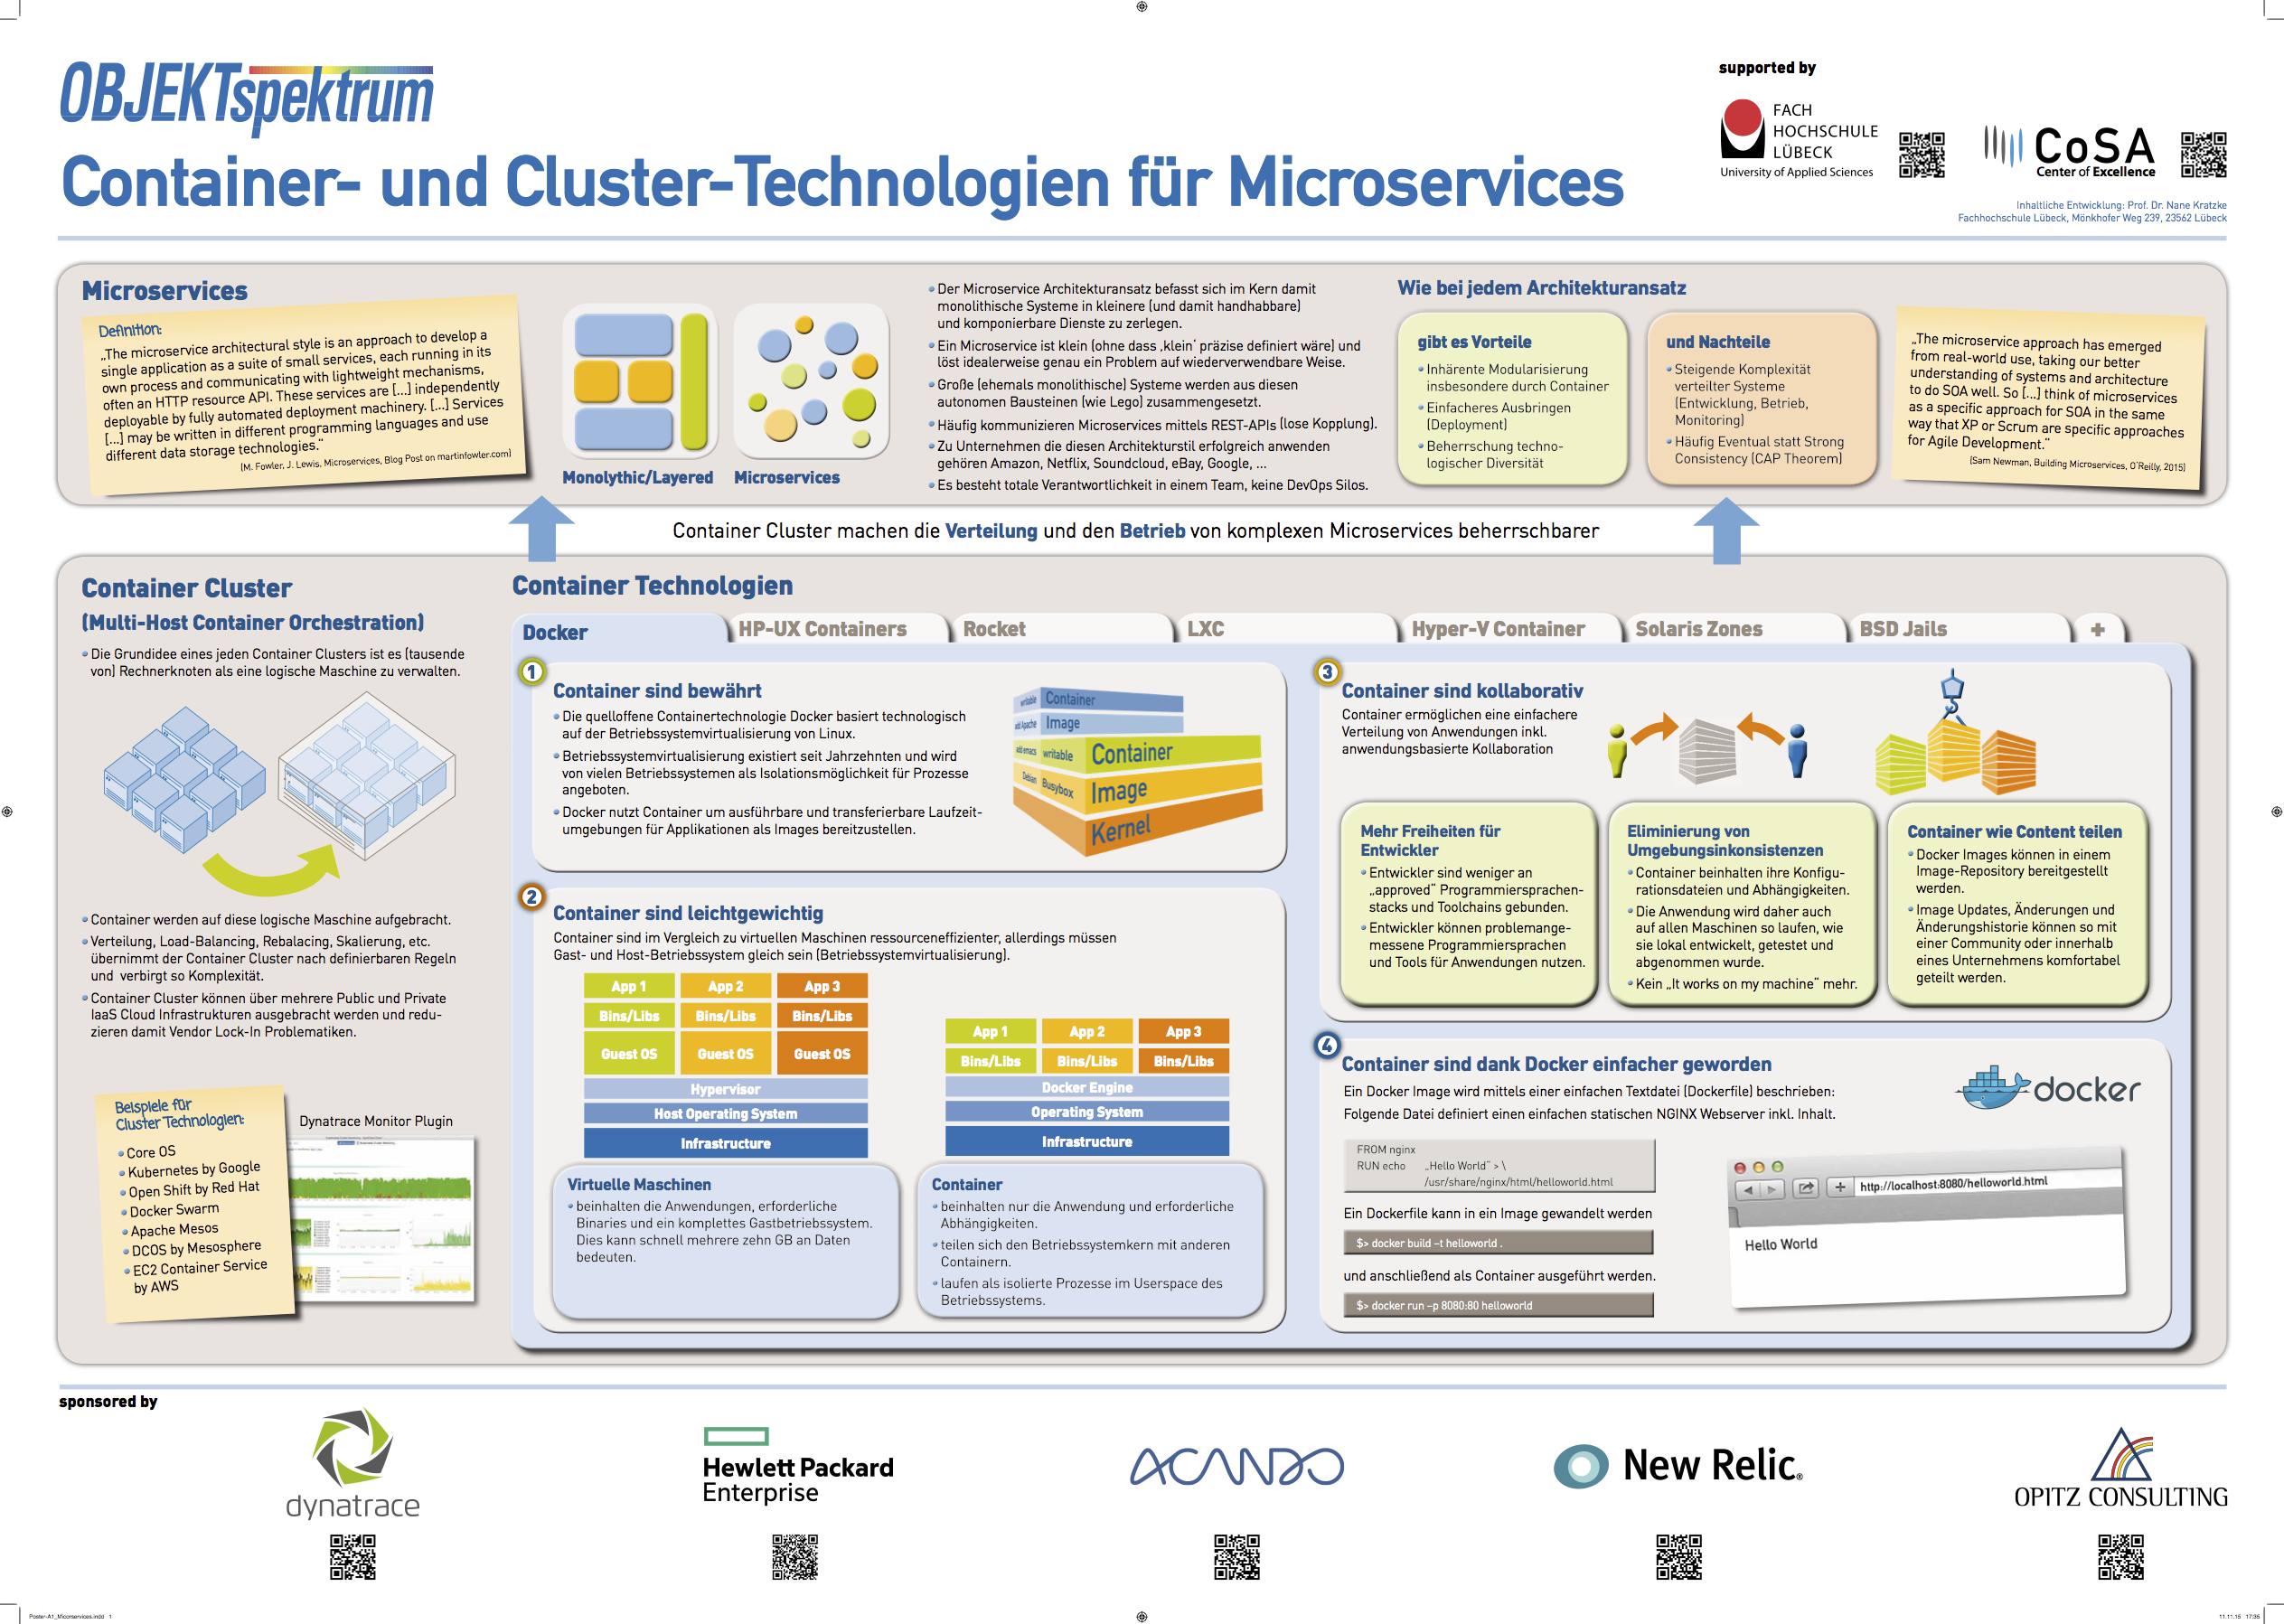 OBJEKTspektrum
Container- und Cluster-Technologien für Microservices
supported by
FACH
HOCHSCHULE
LÜBECK
University of Applied Sciences
CoSA
Center of Excellence
Inhaltliche Entwicklung: Prof. Dr. Nane Kratzke
Fachhochschule Lübeck, Mönkhofer Weg 239, 23562 Lübeck
Microservices
Definition:
„The microservice architectural style is an approach to develop a
single application as a suite of small services, each running in its
own process and communicating with lightweight mechanisms,
often an HTTP resource API. These services are [...] independently
deployable by fully automated deployment machinery. [...] Services
[...] may be written in different programming languages and use
different data storage technologies.“
(M. Fowler, J. Lewis, Microservices, Blog Post on martinfowler.com)
Monolythic/Layered
Microservices
• Der Microservice Architekturansatz befasst sich im Kern damit
monolithische Systeme in kleinere (und damit handhabbare)
und komponierbare Dienste zu zerlegen.
• Ein Microservice ist klein (ohne dass ‚klein‘ präzise definiert wäre) und
löst idealerweise genau ein Problem auf wiederverwendbare Weise.
• Große (ehemals monolithische) Systeme werden aus diesen
autonomen Bausteinen (wie Lego) zusammengesetzt.
• Häufig kommunizieren Microservices mittels REST-APIs (lose Kopplung).
• Zu Unternehmen die diesen Architekturstil erfolgreich anwenden
gehören Amazon, Netflix, Soundcloud, eBay, Google, ...
• Es besteht totale Verantwortlichkeit in einem Team, keine DevOps Silos.
Wie bei jedem Architekturansatz
gibt es Vorteile
• Inhärente Modularisierung
insbesondere durch Container
• Einfacheres Ausbringen
(Deployment)
• Beherrschung techno-
logischer Diversität
und Nachteile
• Steigende Komplexität
verteilter Systeme
(Entwicklung, Betrieb,
Monitoring)
• Häufig Eventual statt Strong
Consistency (CAP Theorem)
„The microservice approach has emerged
from real-world use, taking our better
understanding of systems and architecture
to do SOA well. So [...] think of microservices
as a specific approach for SOA in the same
way that XP or Scrum are specific approaches
for Agile Development.“
(Sam Newman, Building Microservices, O'Reilly, 2015)
Container Cluster machen die Verteilung und den Betrieb von komplexen Microservices beherrschbarer
Container Cluster
(Multi-Host Container Orchestration)
• Die Grundidee eines jeden Container Clusters ist es (tausende
von) Rechnerknoten als eine logische Maschine zu verwalten.
• Container werden auf diese logische Maschine aufgebracht.
• Verteilung, Load-Balancing, Rebalacing, Skalierung, etc.
übernimmt der Container Cluster nach definierbaren Regeln
und verbirgt so Komplexität.
• Container Cluster können über mehrere Public und Private
IaaS Cloud Infrastrukturen ausgebracht werden und redu-
zieren damit Vendor Lock-In Problematiken.
Beispiele für
Cluster Technologien:
• Core OS
• Kubernetes by Google
• Open Shift by Red Hat
• Docker Swarm
• Apache Mesos
• DCOS by Mesosphere
• EC2 Container Service
by AWS
Dynatrace Monitor Plugin
Container Technologien
Docker
HP-UX Containers
Rocket
LXC
Hyper-V Container
Solaris Zones
BSD Jails
+
1
Container sind bewährt
• Die quelloffene Containertechnologie Docker basiert technologisch
auf der Betriebssystemvirtualisierung von Linux.
• Betriebssystemvirtualisierung existiert seit Jahrzehnten und wird
von vielen Betriebssystemen als Isolationsmöglichkeit für Prozesse
angeboten.
• Docker nutzt Container um ausführbare und transferierbare Laufzeit-
umgebungen für Applikationen als Images bereitzustellen.
writable Container
add Apache Image
add emacs writable Container
Debian Busybox Image
Kernel
2
Container sind leichtgewichtig
Container sind im Vergleich zu virtuellen Maschinen ressourceneffizienter, allerdings müssen
Gast- und Host-Betriebssystem gleich sein (Betriebssystemvirtualisierung).
App 1 App 2 App 3
Bins/Libs Bins/Libs Bins/Libs
Guest OS Guest OS Guest OS
Hypervisor
Host Operating System
Infrastructure
App 1 App 2 App 3
Bins/Libs Bins/Libs Bins/Libs
Docker Engine
Operating System
Infrastructure
Virtuelle Maschinen
• beinhalten die Anwendungen, erforderliche
Binaries und ein komplettes Gastbetriebssystem.
Dies kann schnell mehrere zehn GB an Daten
bedeuten.
Container
• beinhalten nur die Anwendung und erforderliche
Abhängigkeiten.
• teilen sich den Betriebssystemkern mit anderen
Containern.
• laufen als isolierte Prozesse im Userspace des
Betriebssystems.
3
Container sind kollaborativ
Container ermöglichen eine einfachere
Verteilung von Anwendungen inkl.
anwendungsbasierte Kollaboration
Mehr Freiheiten für
Entwickler
• Entwickler sind weniger an
„approved“ Programmiersprachen-
stacks und Toolchains gebunden.
• Entwickler können problemange-
messene Programmiersprachen
und Tools für Anwendungen nutzen.
Eliminierung von
Umgebungsinkonsistenzen
• Container beinhalten ihre Konfigu-
rationsdateien und Abhängigkeiten.
• Die Anwendung wird daher auch
auf allen Maschinen so laufen, wie
sie lokal entwickelt, getestet und
abgenommen wurde.
• Kein „It works on my machine“ mehr.
Container wie Content teilen
• Docker Images können in einem
Image-Repository bereitgestellt
werden.
• Image Updates, Änderungen und
Änderungshistorie können so mit
einer Community oder innerhalb
eines Unternehmens komfortabel
geteilt werden.
4
Container sind dank Docker einfacher geworden
Ein Docker Image wird mittels einer einfachen Textdatei (Dockerfile) beschrieben:
Folgende Datei definiert einen einfachen statischen NGINX Webserver inkl. Inhalt.
docker
FROM nginx
RUN echo „Hello World“ > \
/usr/share/nginx/html/helloworld.html
Ein Dockerfile kann in ein Image gewandelt werden
$> docker build –t helloworld .
und anschließend als Container ausgeführt werden.
$> docker run –p 8080:80 helloworld
http://localhost:8080/helloworld.html
Hello World
sponsored by
dynatrace
Hewlett Packard
Enterprise
ACANDO
New Relic®
OPITZ CONSULTING
Poster-A1_Microservices.indd 1
11.11.15 17:35